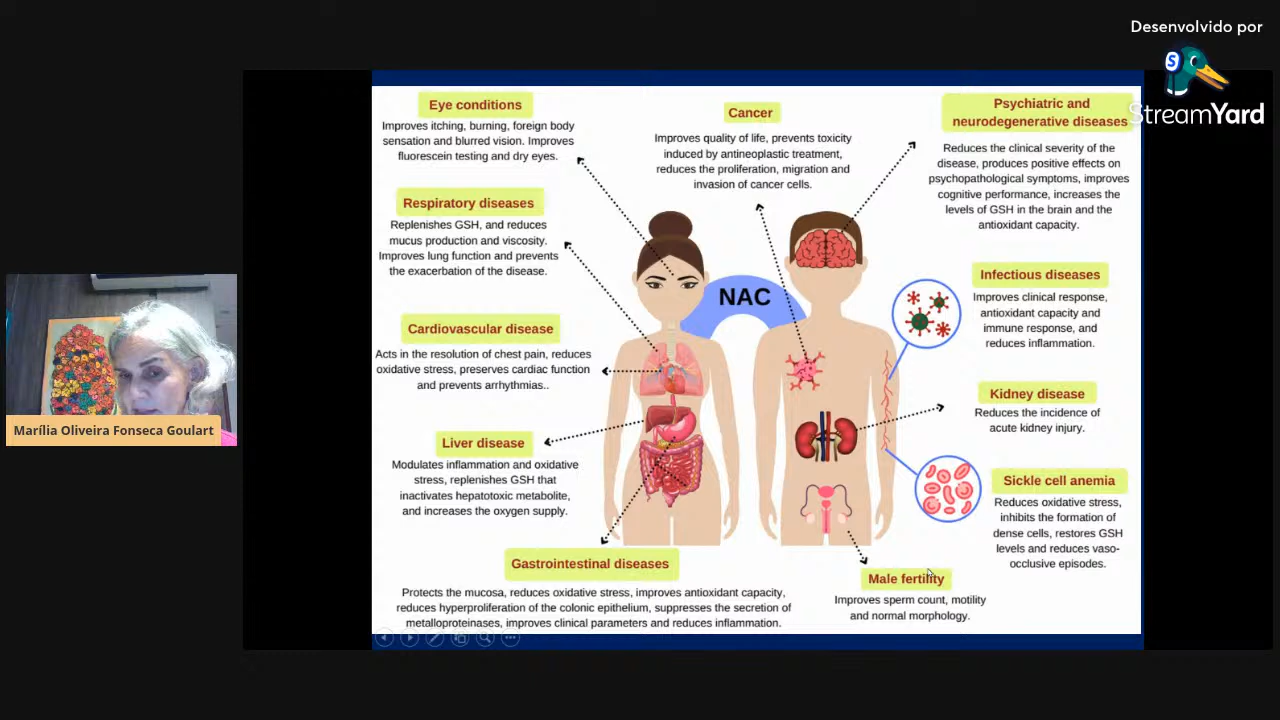 Desenvolvido por
StreamYard
Eye conditions
Improves itching, burning, foreign body
sensation and blurred vision. Improves
fluorescein testing and dry eyes.
Cancer
Improves quality of life, prevents toxicity
induced by antineoplastic treatment,
reduces the proliferation, migration and
invasion of cancer cells.
Psychiatric and
neurodegenerative diseases
Reduces the clinical severity of the
disease, produces positive effects on
psychopathological symptoms, improves
cognitive performance, increases the
levels of GSH in the brain and the
antioxidant capacity.
Respiratory diseases
Replenishes GSH, and reduces
mucus production and viscosity.
Improves lung function and prevents
the exacerbation of the disease.
NAC
Infectious diseases
Improves clinical response,
antioxidant capacity and
immune response, and
reduces inflammation.
Cardiovascular disease
Acts in the resolution of chest pain, reduces
oxidative stress, preserves cardiac function
and prevents arrhythmias..
Kidney disease
Reduces the incidence of
acute kidney injury.
Marília Oliveira Fonseca Goulart
Liver disease
Modulates inflammation and oxidative
stress, replenishes GSH that
inactivates hepatotoxic metabolite,
and increases the oxygen supply.
Sickle cell anemia
Reduces oxidative stress,
inhibits the formation of
dense cells, restores GSH
levels and reduces vaso-
occlusive episodes.
Gastrointestinal diseases
Protects the mucosa, reduces oxidative stress, improves antioxidant capacity,
reduces hyperproliferation of the colonic epithelium, suppresses the secretion of
metalloproteinases, improves clinical parameters and reduces inflammation.
Male fertility
Improves sperm count, motility
and normal morphology.